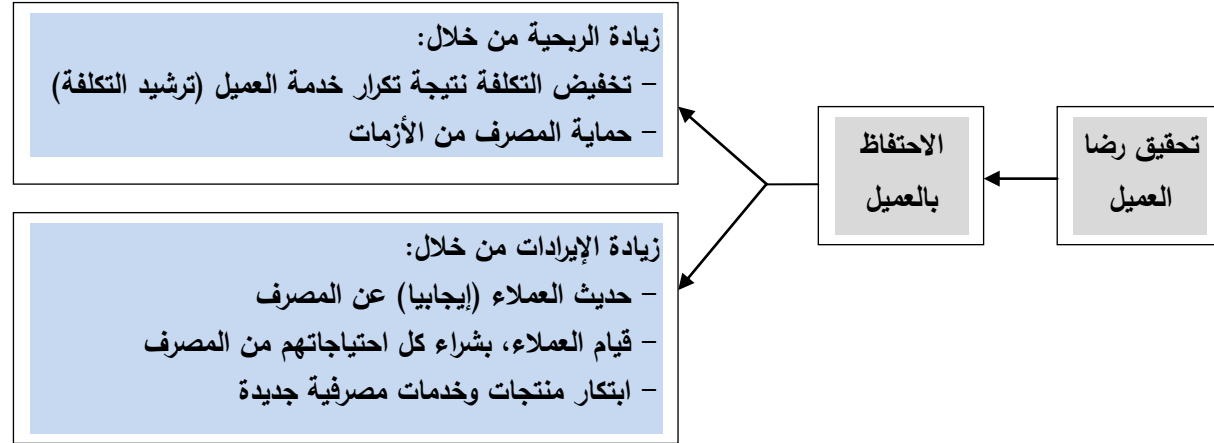 تحقيق رضا
العميل
الاحتفاظ
بالعميل
زيادة الربحية من خلال:
- تخفيض التكلفة نتيجة تكرار خدمة العميل (ترشيد التكلفة)
- حماية المصرف من الأزمات
زيادة الإيرادات من خلال:
- حديث العملاء (إيجابيا) عن المصرف
- قيام العملاء، بشراء كل احتياجاتهم من المصرف
- ابتكار منتجات وخدمات مصرفية جديدة